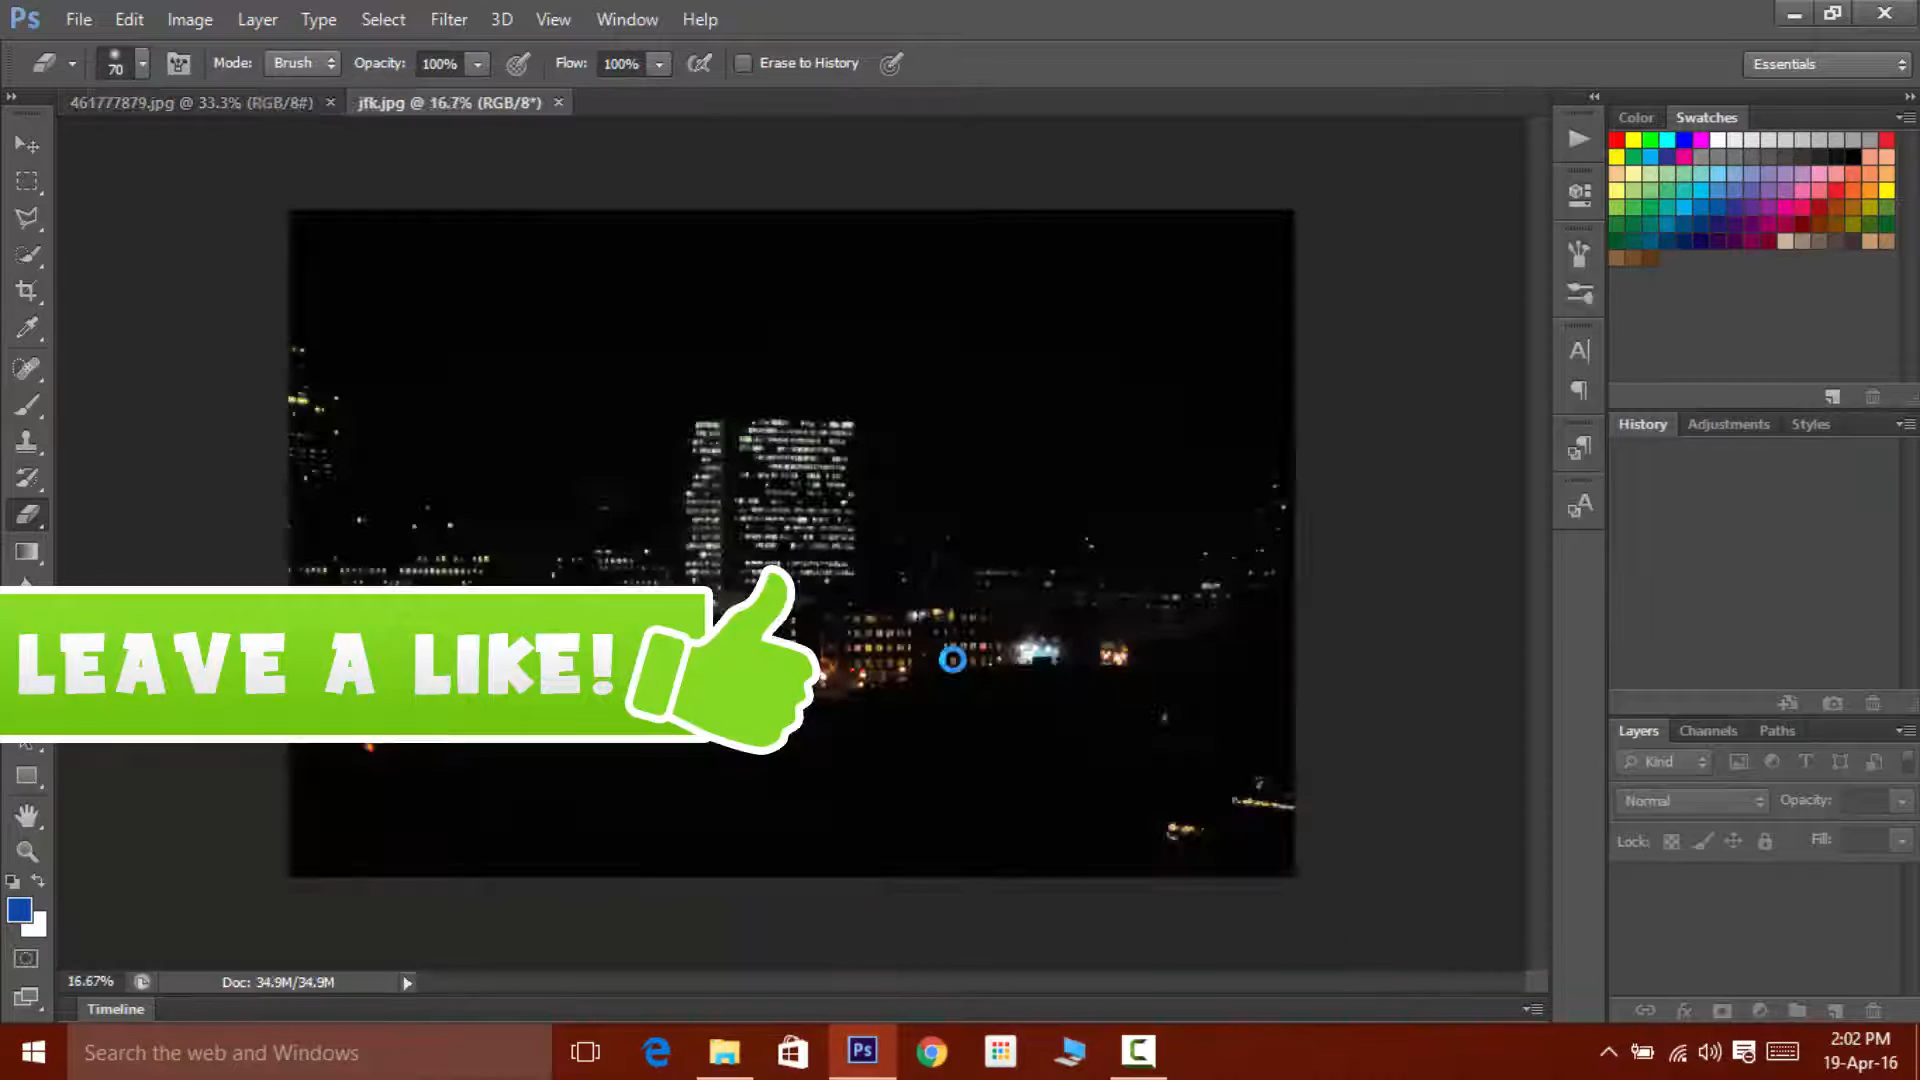 Ps File Edit Image Layer Type Select Filter 3D View Window Help
70 Mode: Brush Opacity: 100% Flow: 100% Erase to History Essentials
461777879.jpg @ 33.3% (RGB/8#) × jfk.jpg @ 16.7% (RGB/8*) ×
Color Swatches
History Adjustments Styles
LEAVE A LIKE!
Layers Channels Paths
Kind
Normal Opacity:
Lock: Fill:
16.67% Doc: 34.9M/34.9M
Timeline
Search the web and Windows
Ps
2:02 PM
19-Apr-16